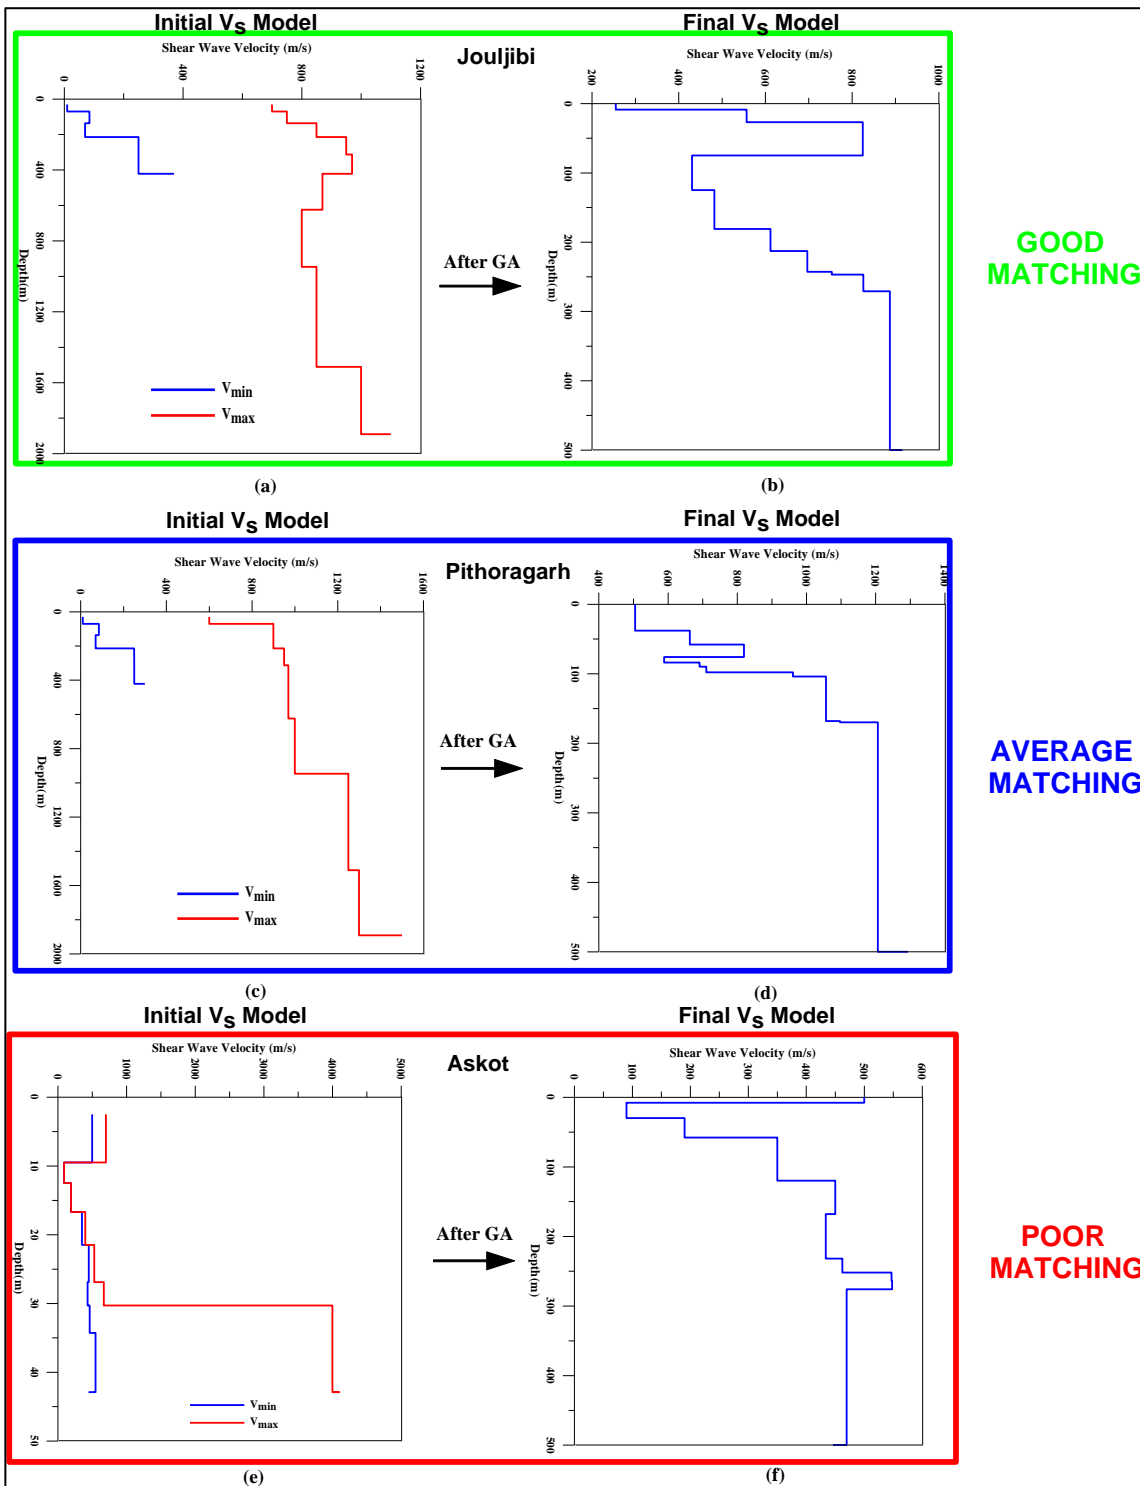 Initial Vs Model
Final Vs Model
Shear Wave Velocity (m/s)
Shear Wave Velocity (m/s)
Jouljibi
0 400 800 1200
200 400 600 800 1000
0
400
800
1200
1600
2000
Depth(m)
Vmin
Vmax
After GA
0
100
200
300
400
500
Depth(m)
GOOD
MATCHING
(a)
(b)
Initial Vs Model
Final Vs Model
Shear Wave Velocity (m/s)
Shear Wave Velocity (m/s)
Pithoragarh
0 400 800 1200 1600
400 600 800 1000 1200 1400
0
400
800
1200
1600
2000
Depth(m)
Vmin
Vmax
After GA
0
100
200
300
400
500
Depth(m)
AVERAGE
MATCHING
(c)
(d)
Initial Vs Model
Final Vs Model
Shear Wave Velocity (m/s)
Shear Wave Velocity (m/s)
Askot
0 1000 2000 3000 4000 5000
0 100 200 300 400 500 600
0
10
20
30
40
50
Depth(m)
Vmin
Vmax
After GA
0
100
200
300
400
500
Depth(m)
POOR
MATCHING
(e)
(f)